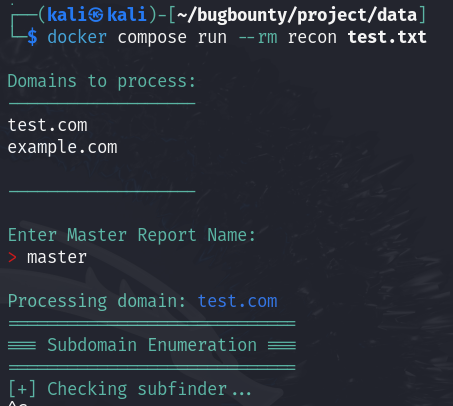 ┌──(kali㉿kali)-[~/bugbounty/project/data]
└─$ docker compose run --rm recon test.txt
Domains to process:
-------------------
test.com
example.com
-------------------
Enter Master Report Name:
> master
Processing domain: test.com
=============================
=== Subdomain Enumeration ===
=============================
[+] Checking subfinder...